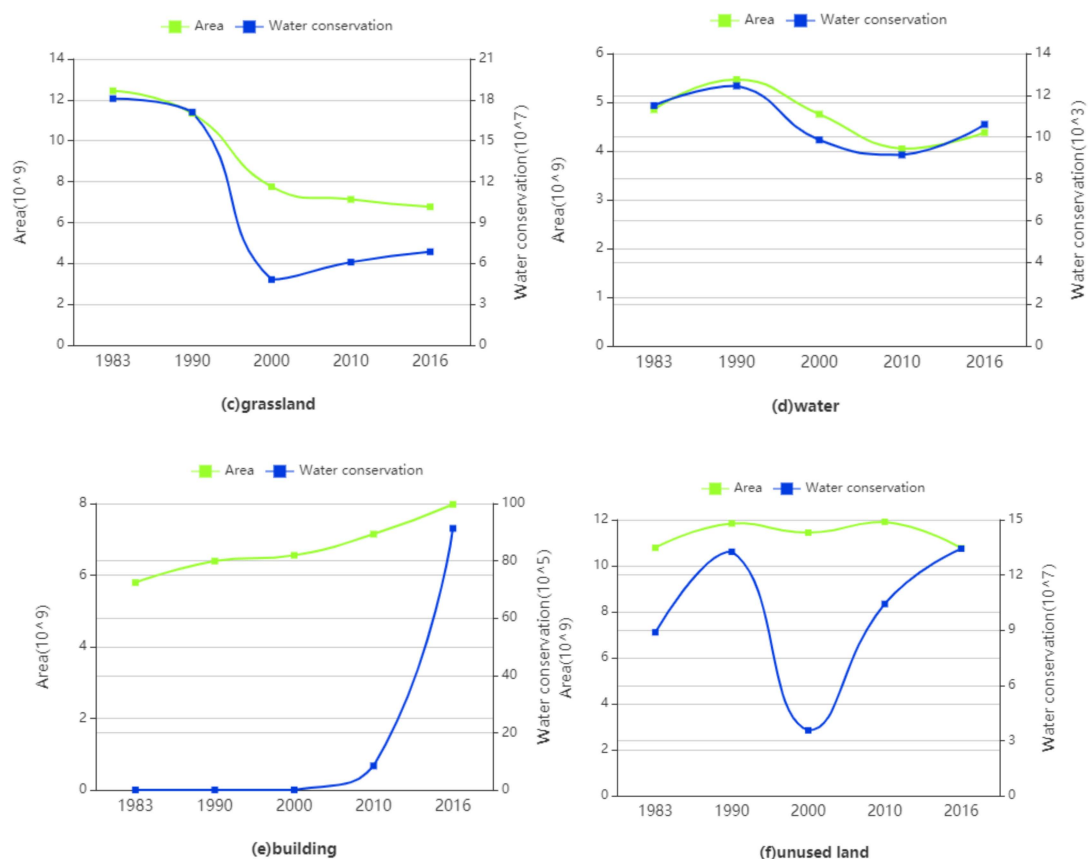 Area Water conservation
14
12
10
8
6
4
2
0
Area(10^9)
21
18
15
12
9
6
3
0
Water conservation(10^7)
1983 1990 2000 2010 2016
(c)grassland
Area Water conservation
6
5
4
3
2
1
0
Area(10^9)
14
12
10
8
6
4
2
0
Water conservation(10^3)
1983 1990 2000 2010 2016
(d)water
Area Water conservation
8
6
4
2
0
Area(10^9)
100
80
60
40
20
0
Water conservation(10^5)
1983 1990 2000 2010 2016
(e)building
Area Water conservation
12
10
8
6
4
2
0
Area(10^9)
15
12
9
6
3
0
Water conservation(10^7)
1983 1990 2000 2010 2016
(f)unused land